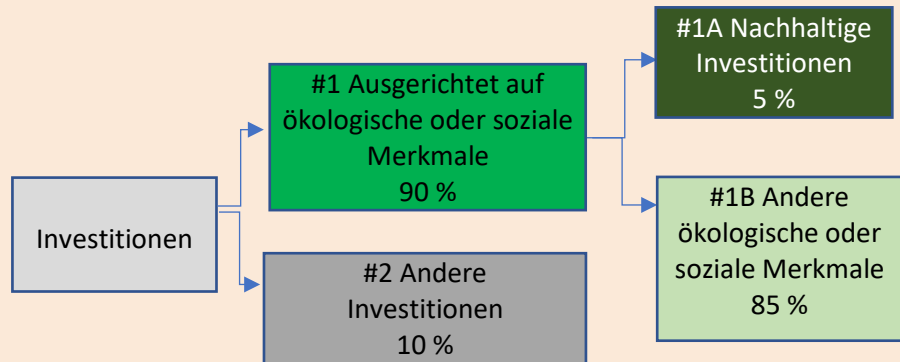 Investitionen
#1 Ausgerichtet auf
ökologische oder soziale
Merkmale
90 %
#2 Andere
Investitionen
10 %
#1A Nachhaltige
Investitionen
5 %
#1B Andere
ökologische oder
soziale Merkmale
85 %